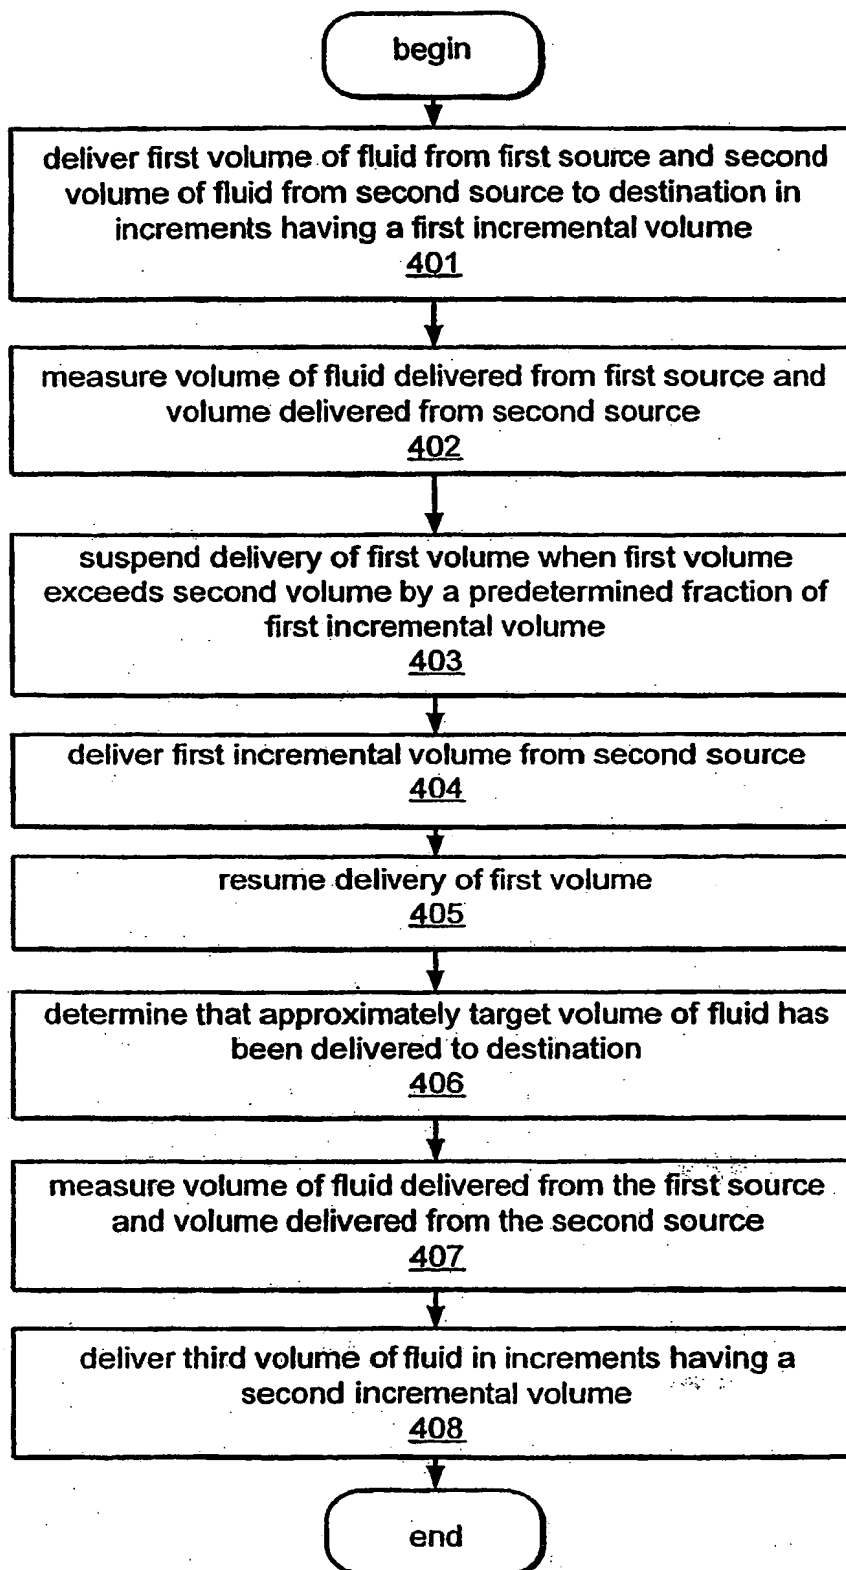 begin
deliver first volume of fluid from first source and second
volume of fluid from second source to destination in
increments having a first incremental volume
401
measure volume of fluid delivered from first source and
volume delivered from second source
402
suspend delivery of first volume when first volume
exceeds second volume by a predetermined fraction of
first incremental volume
403
deliver first incremental volume from second source
404
resume delivery of first volume
405
determine that approximately target volume of fluid has
been delivered to destination
406
measure volume of fluid delivered from the first source
and volume delivered from the second source
407
deliver third volume of fluid in increments having a
second incremental volume
408
end